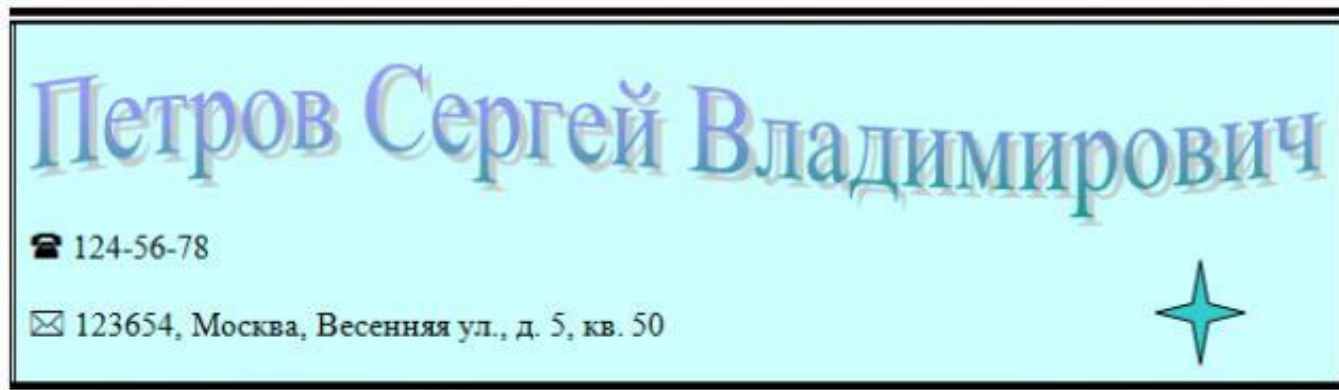 Петров Сергей Владимирович
☎ 124-56-78
✉ 123654, Москва, Весенняя ул., д. 5, кв. 50